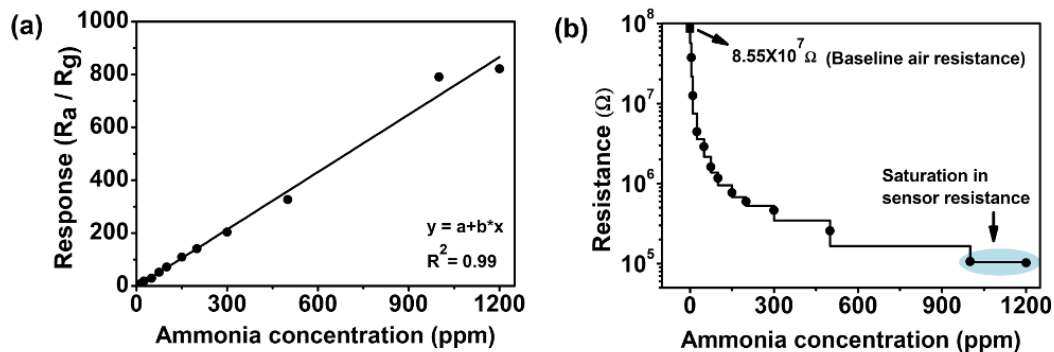 (a)
1000
800
600
400
200
0
Response (Ra / Rg)
y = a+b*x
R² = 0.99
0 300 600 900 1200
Ammonia concentration (ppm)
(b)
10⁸
10⁷
10⁶
10⁵
Resistance (Ω)
8.55X10⁷ Ω (Baseline air resistance)
Saturation in
sensor resistance
0 300 600 900 1200
Ammonia concentration (ppm)